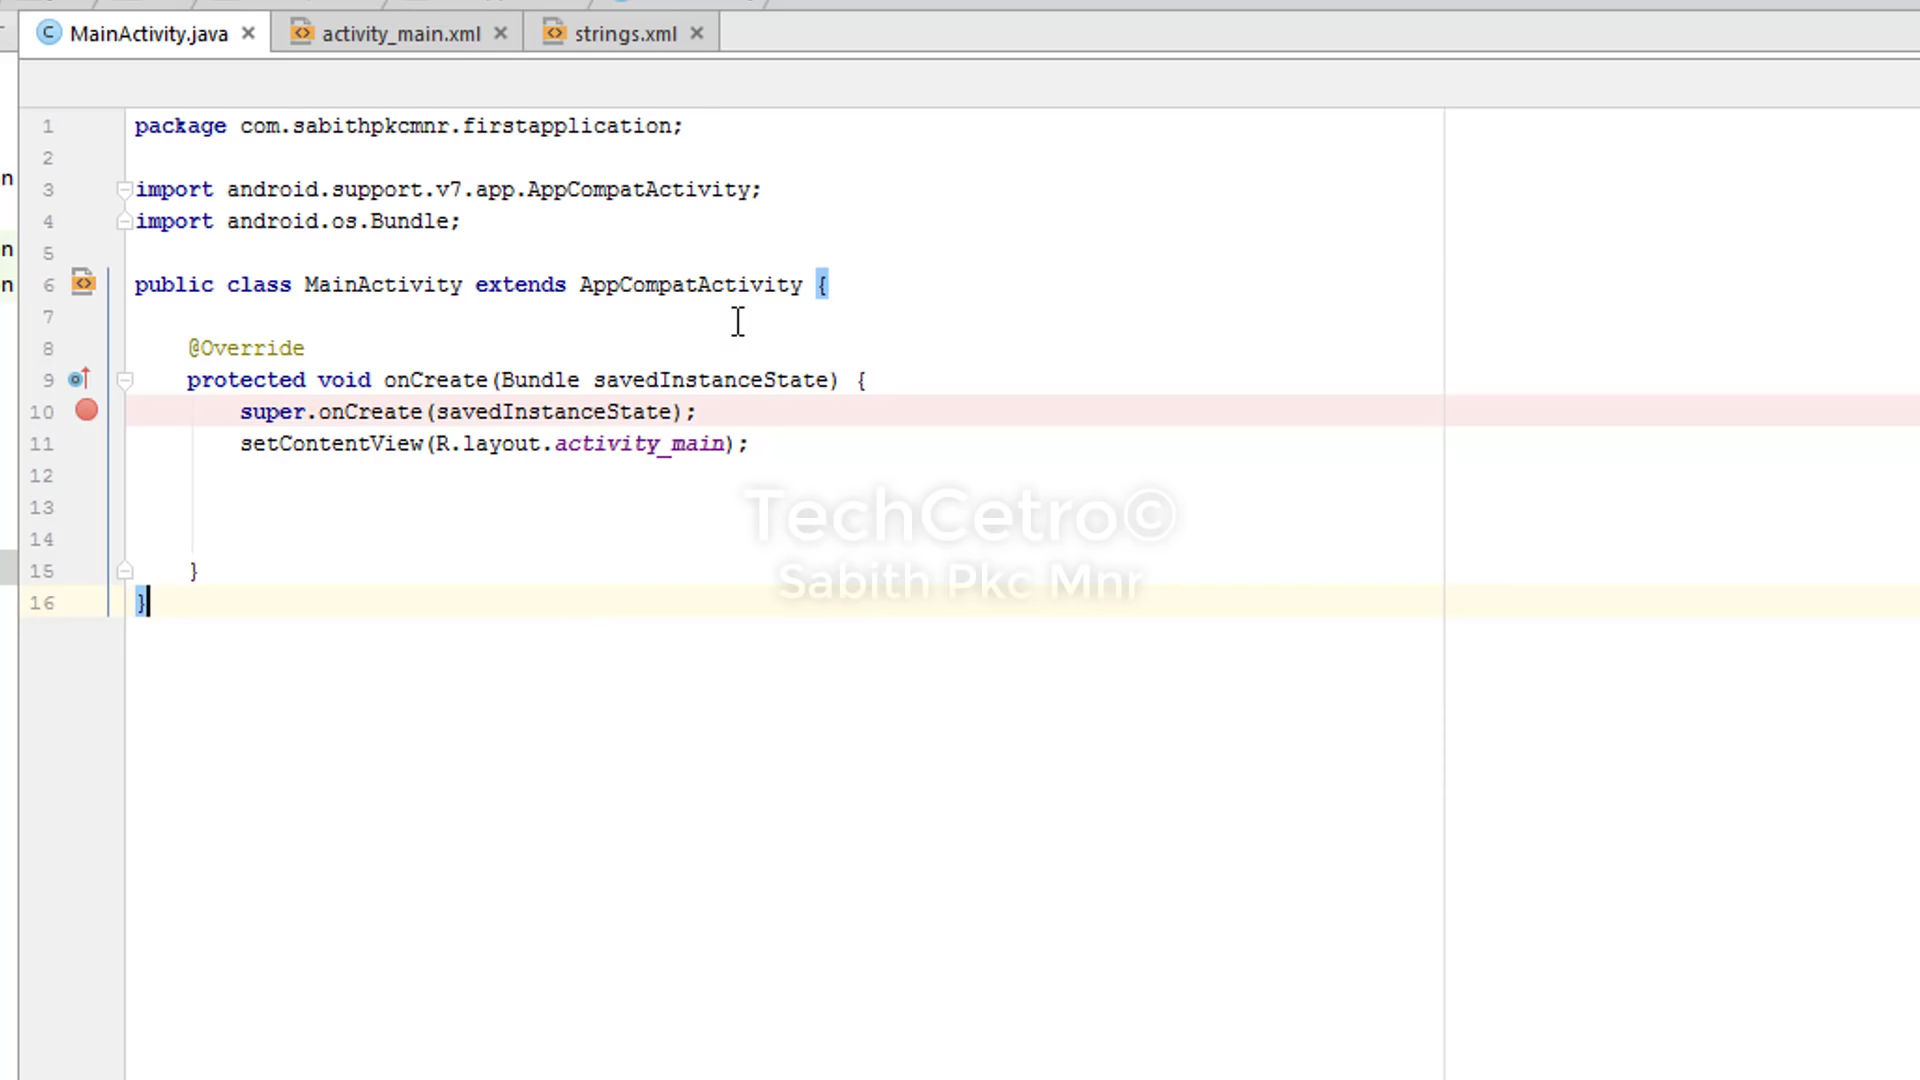 MainActivity.java
activity_main.xml
strings.xml
1 package com.sabithpkcmnr.firstapplication;
2
n
3 import android.support.v7.app.AppCompatActivity;
4 import android.os.Bundle;
n
5
n
6 public class MainActivity extends AppCompatActivity {
7
8 @Override
9 protected void onCreate(Bundle savedInstanceState) {
10 super.onCreate(savedInstanceState);
11 setContentView(R.layout.activity_main);
12
13
14
15 }
16 }
TechCetro©
Sabith Pkc Mnr